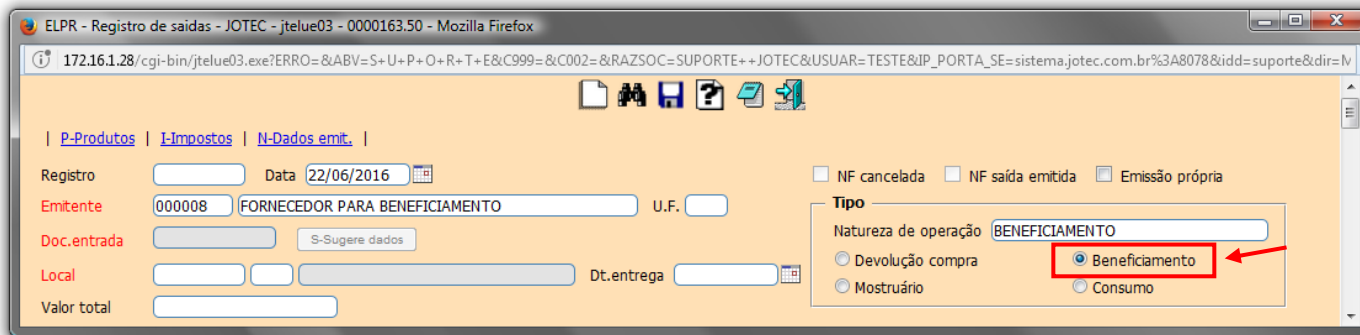 ELPR - Registro de saidas - JOTEC - jtelue03 - 0000163.50 - Mozilla Firefox
172.16.1.28/cgi-bin/jtelue03.exe?ERRO=&ABV=S+U+P+O+R+T+E&C999=&C002=&RAZSOC=SUPORTE++JOTEC&USUAR=TESTE&IP_PORTA_SE=sistema.jotec.com.br%3A8078&idd=suporte&dir=M
| P-Produtos | I-Impostos | N-Dados emit. |
Registro Data 22/06/2016 NF cancelada NF saída emitida Emissão própria
Emitente 000008 FORNECEDOR PARA BENEFICIAMENTO U.F. Tipo
Natureza de operação BENEFICIAMENTO
Doc.entrada S-Sugere dados
Devolução compra Beneficiamento
Local Dt.entrega
Mostruário Consumo
Valor total